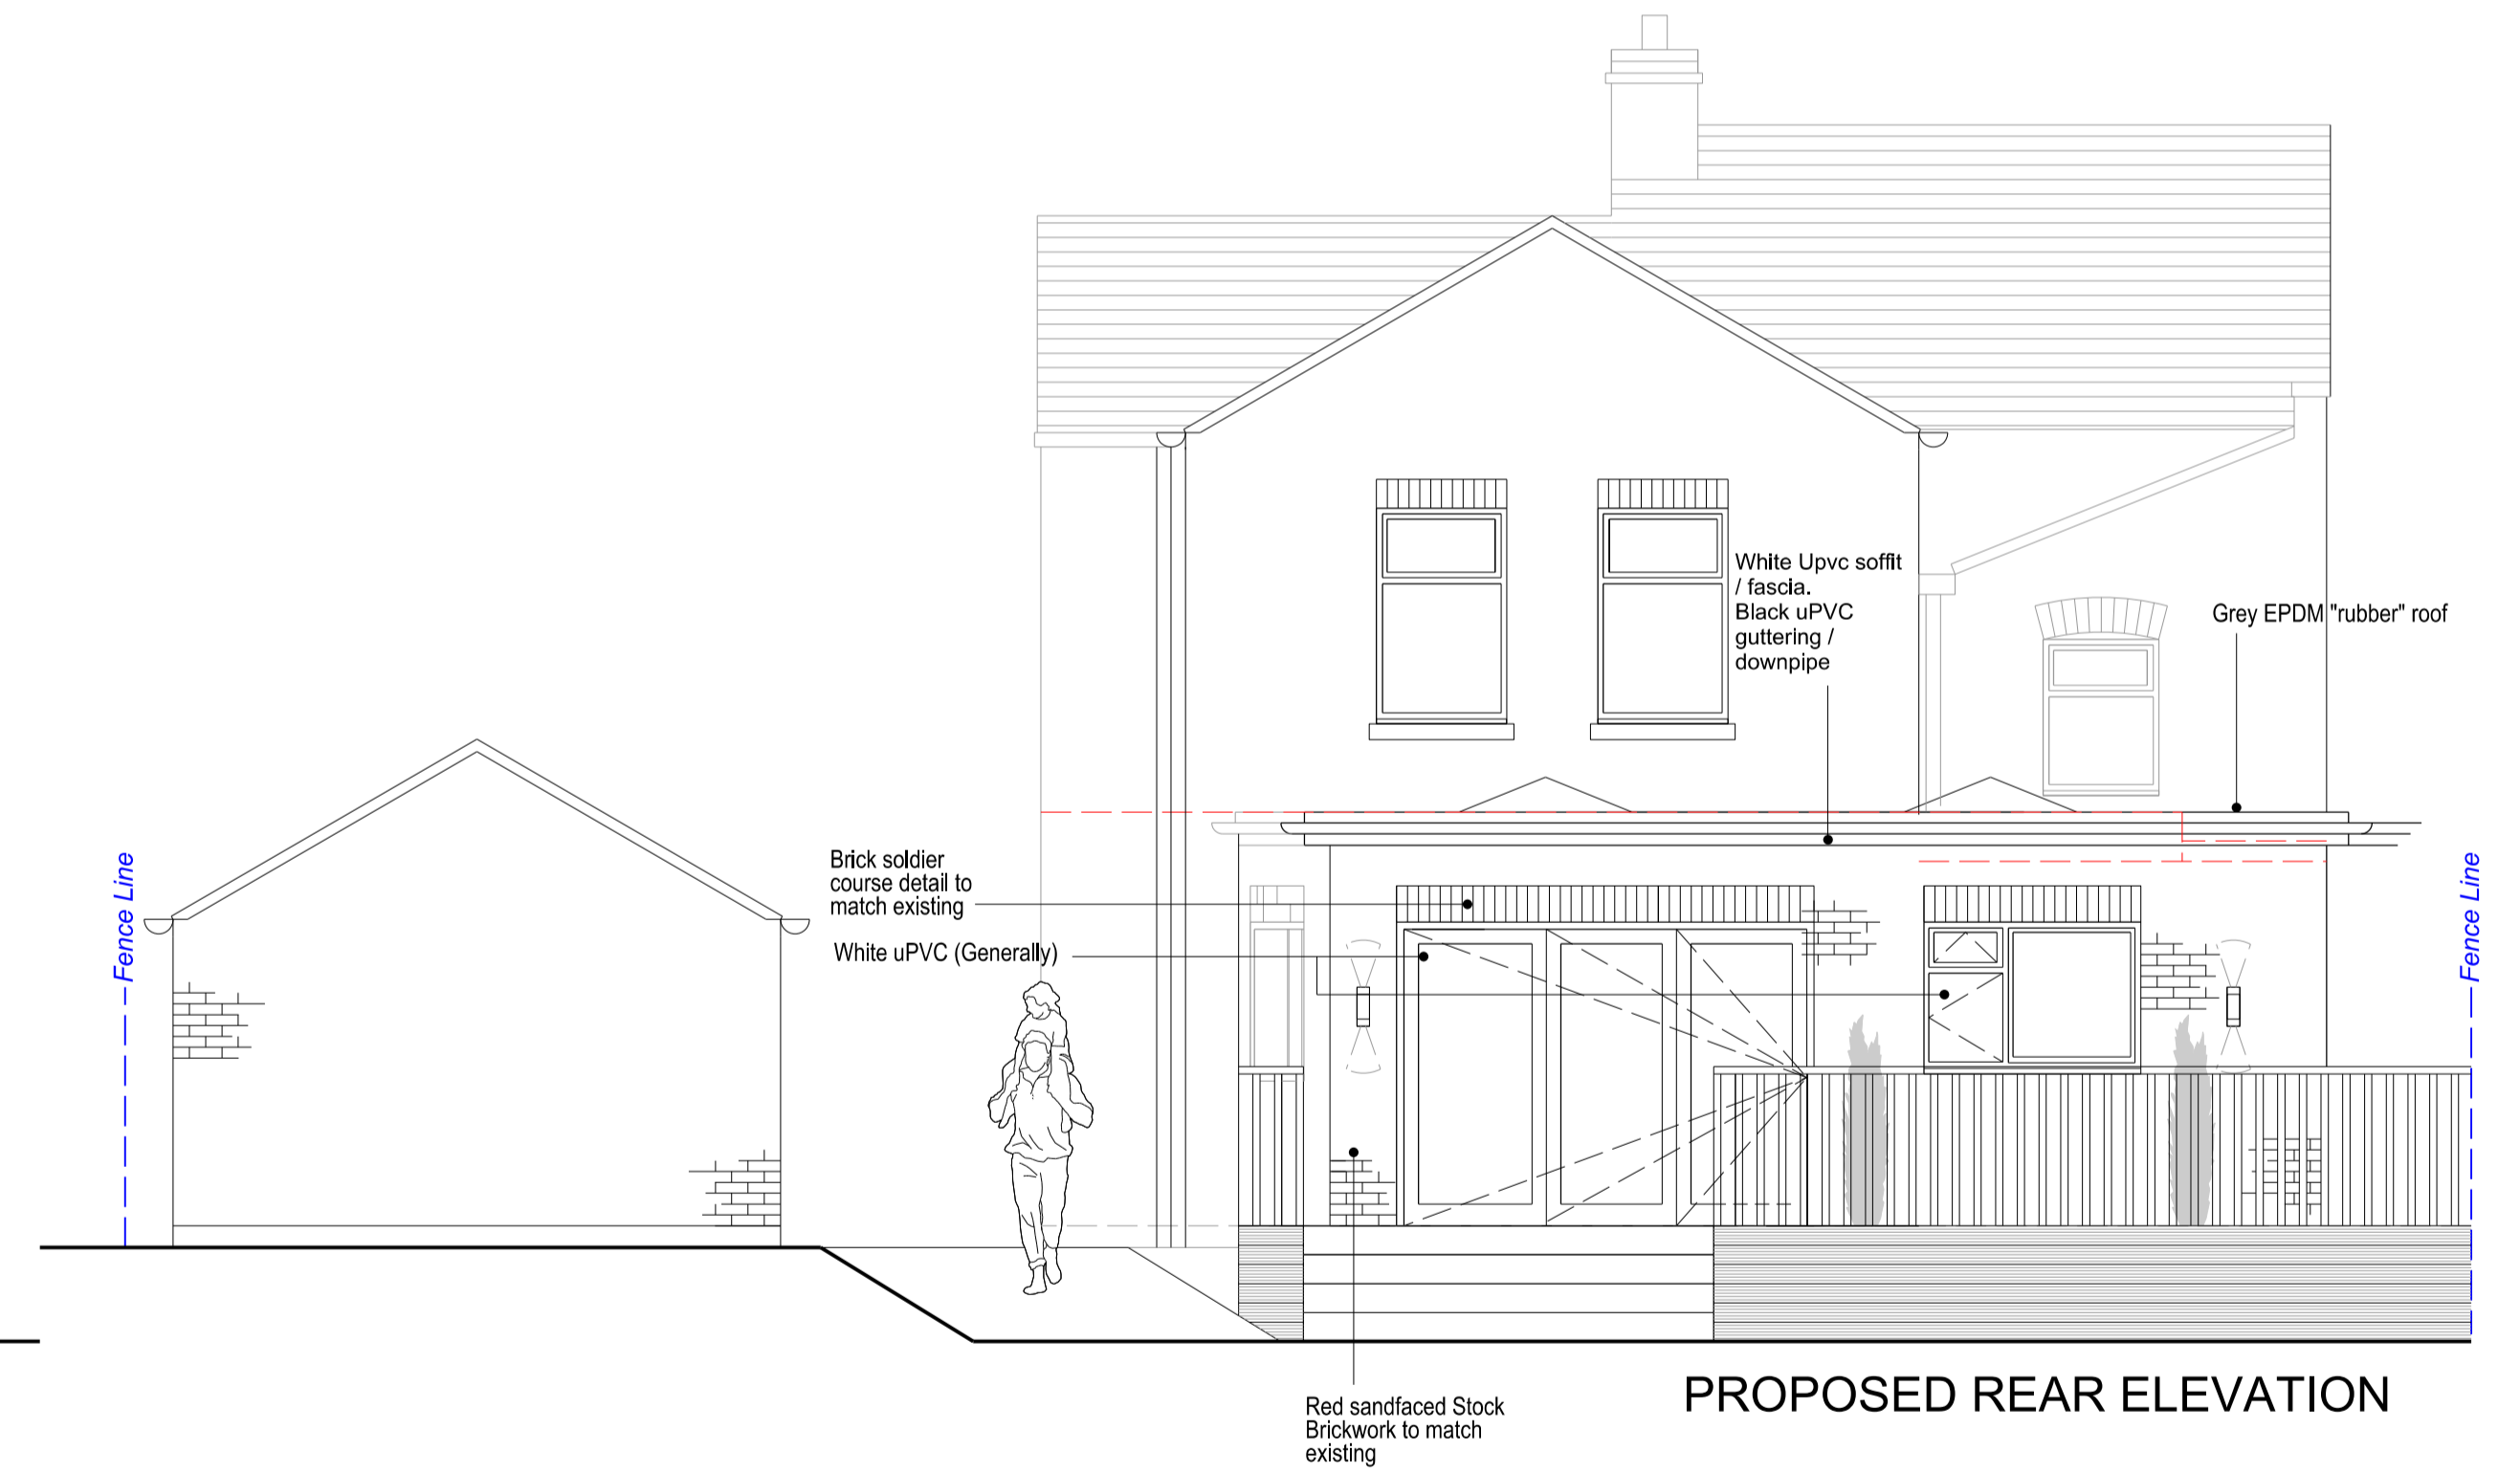 White Upvc soffit
/ fascia.
Black uPVC
guttering /
downpipe
Grey EPDM "rubber" roof
Brick soldier
course detail to
match existing
White uPVC (Generally)
Fence Line
Fence Line
Red sandfaced Stock
Brickwork to match
existing
PROPOSED REAR ELEVATION